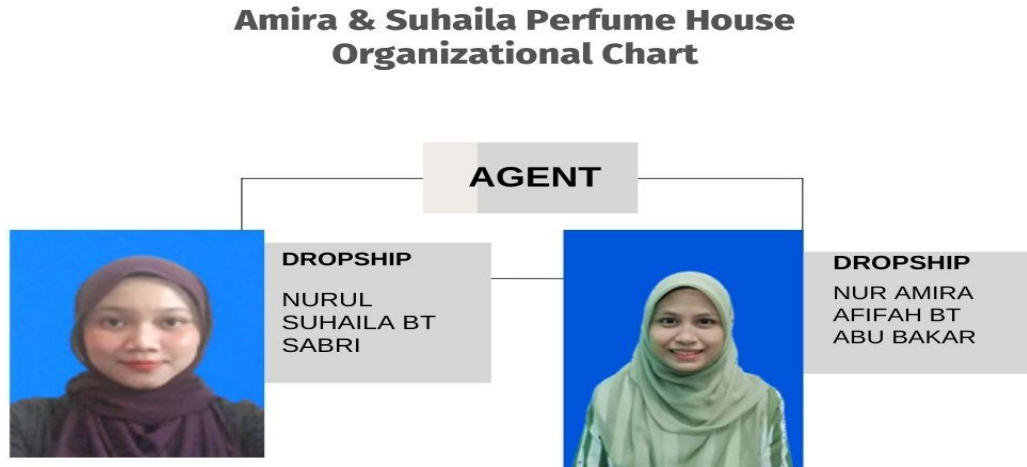 Amira & Suhaila Perfume House
Organizational Chart
AGENT
DROPSHIP
NURUL
SUHAILA BT
SABRI
DROPSHIP
NUR AMIRA
AFIFAH BT
ABU BAKAR